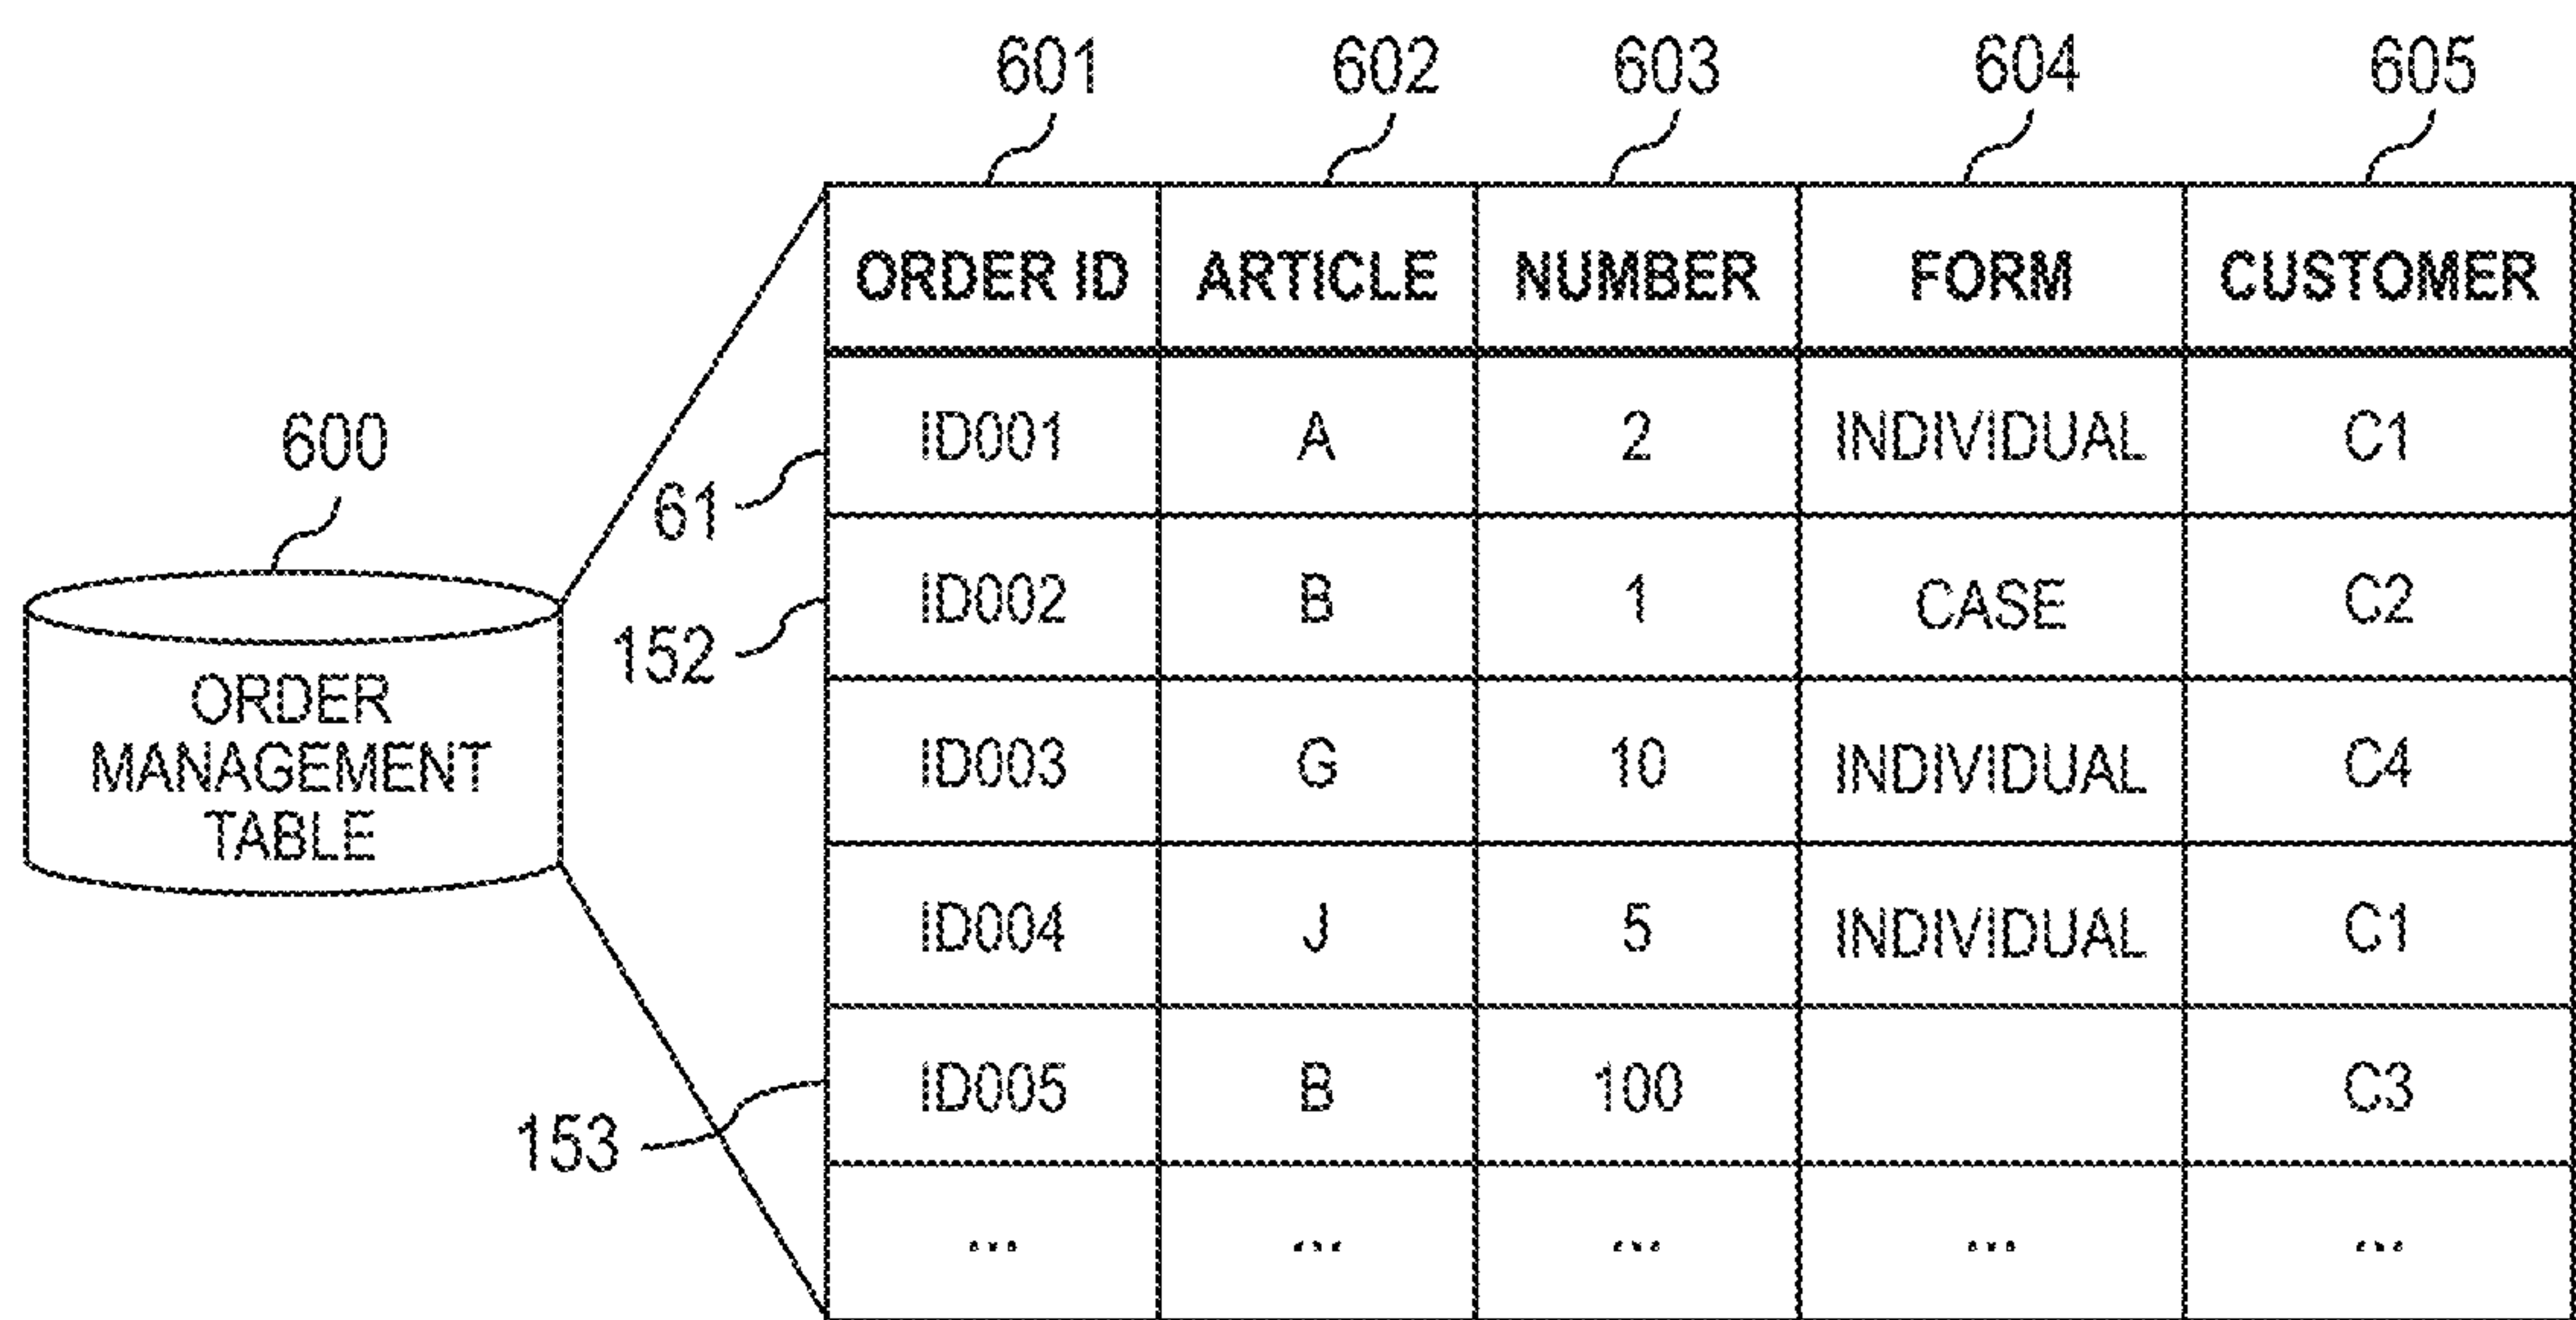 601 602 603 604 605
ORDER ID ARTICLE NUMBER FORM CUSTOMER
ID001 A 2 INDIVIDUAL C1
600
61
ID002 B 1 CASE C2
152
ORDER
MANAGEMENT
TABLE
ID003 G 10 INDIVIDUAL C4
ID004 J 5 INDIVIDUAL C1
ID005 B 100 C3
153
... ... ... ... ...